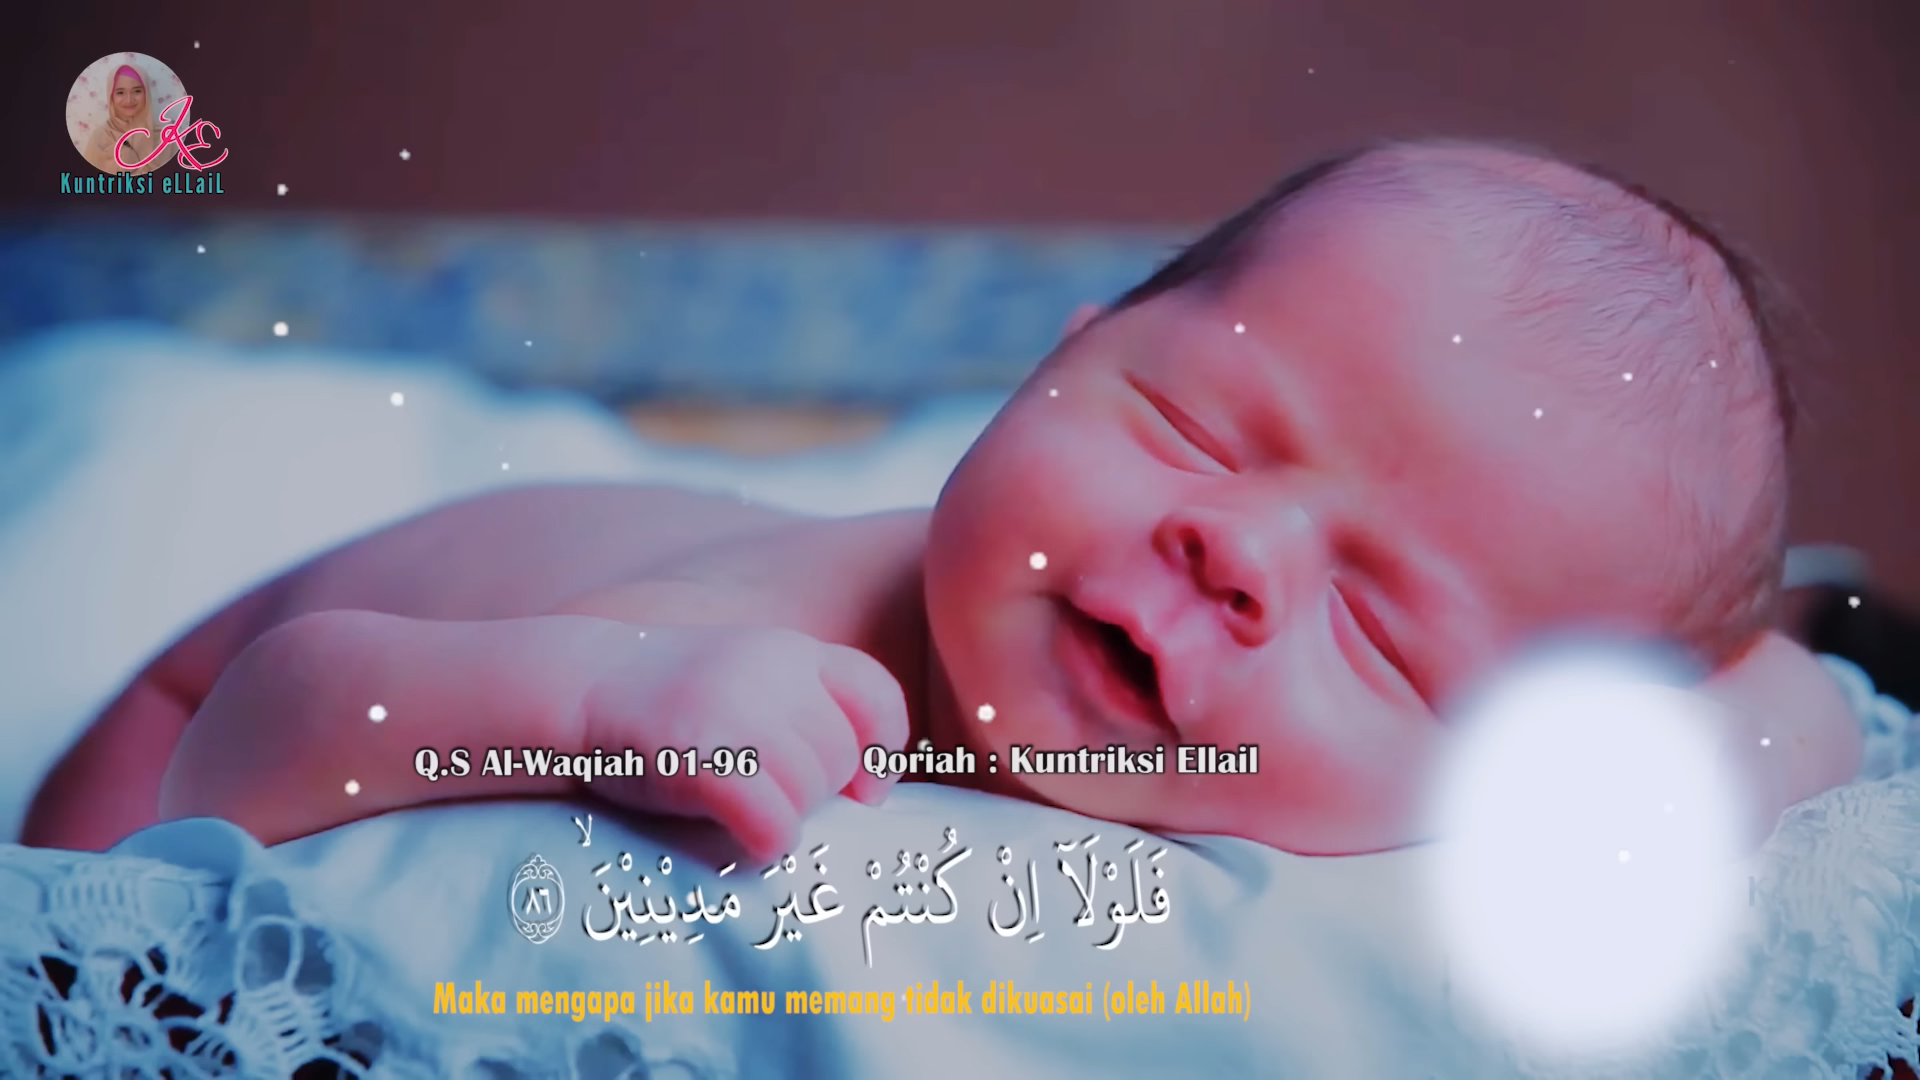 Kuntriksi eLLaiL
Q.S Al-Waqiah 01-96
Qoriah : Kuntriksi Ellail
فَلَوْلَآ اِنْ كُنْتُمْ غَيْرَ مَدِيْنِيْنَۙ ٨٦
Maka mengapa jika kamu memang tidak dikuasai (oleh Allah)